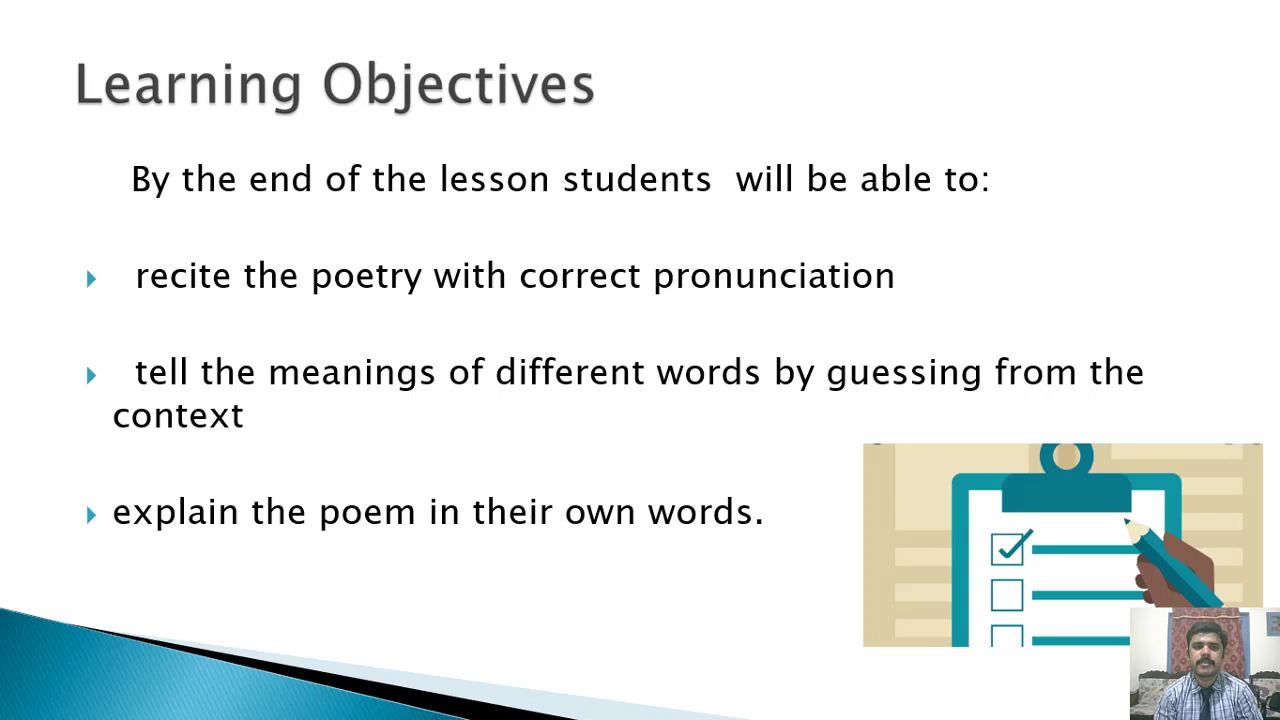 Learning Objectives
By the end of the lesson students will be able to:
recite the poetry with correct pronunciation
tell the meanings of different words by guessing from the
context
explain the poem in their own words.